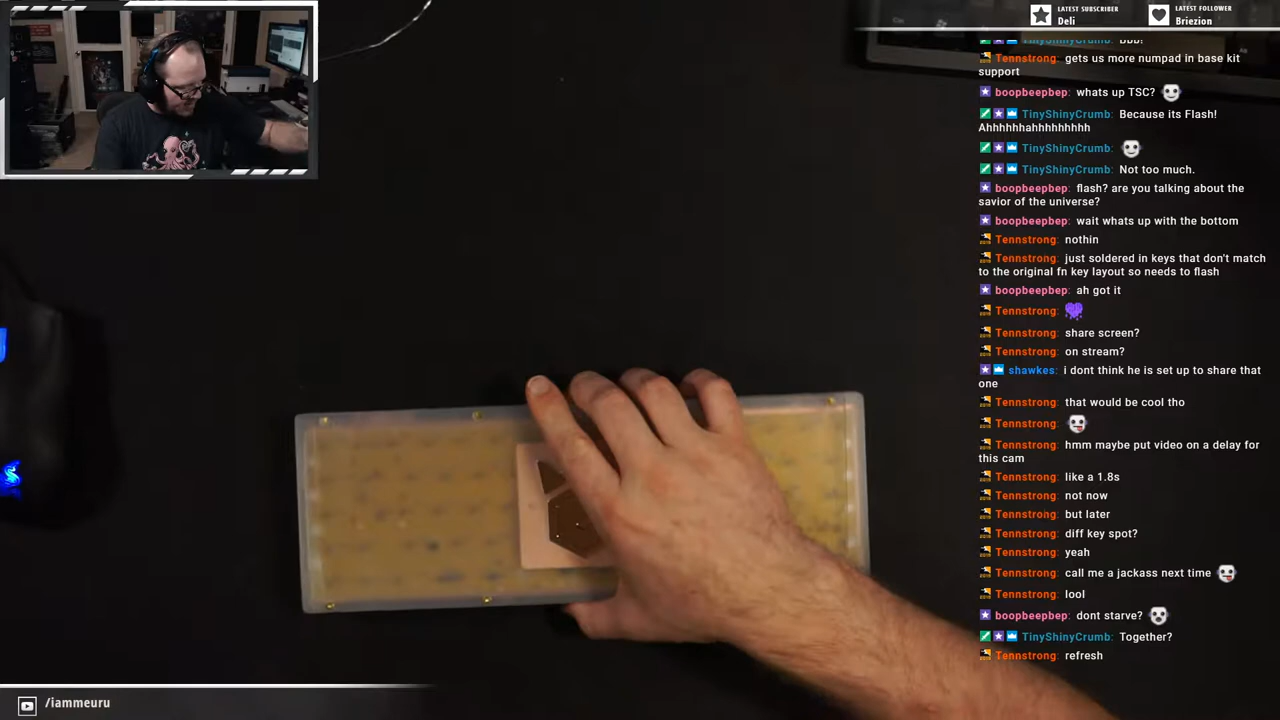 LATEST SUBSCRIBER
Deli
LATEST FOLLOWER
Briezion
TinyShinyCrumb: Bbb!
Tennstrong: gets us more numpad in base kit
support
boopbeepbep: whats up TSC?
TinyShinyCrumb: Because its Flash!
Ahhhhhhahhhhhhhhh
TinyShinyCrumb:
TinyShinyCrumb: Not too much.
boopbeepbep: flash? are you talking about the
savior of the universe?
boopbeepbep: wait whats up with the bottom
Tennstrong: nothin
Tennstrong: just soldered in keys that don't match
to the original fn key layout so needs to flash
boopbeepbep: ah got it
Tennstrong:
Tennstrong: share screen?
Tennstrong: on stream?
shawkes: i dont think he is set up to share that
one
Tennstrong: that would be cool tho
Tennstrong:
Tennstrong: hmm maybe put video on a delay for
this cam
Tennstrong: like a 1.8s
Tennstrong: not now
Tennstrong: but later
Tennstrong: diff key spot?
Tennstrong: yeah
Tennstrong: call me a jackass next time
Tennstrong: lool
boopbeepbep: dont starve?
TinyShinyCrumb: Together?
Tennstrong: refresh
/iammeuru